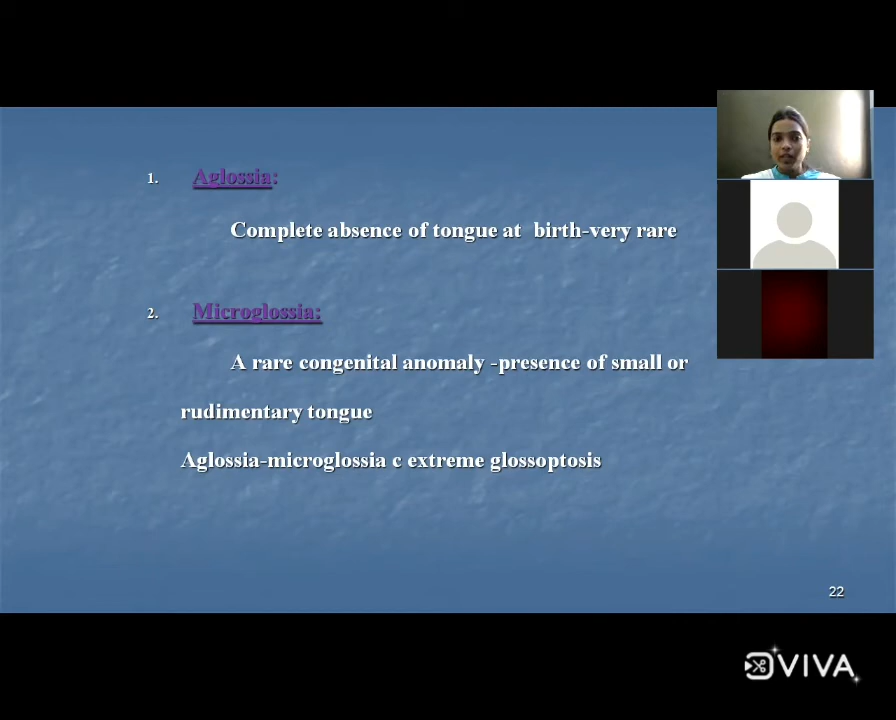 1. Aglossia:
Complete absence of tongue at birth-very rare
2. Microglossia:
A rare congenital anomaly -presence of small or
rudimentary tongue
Aglossia-microglossia c extreme glossoptosis
22
VIVA